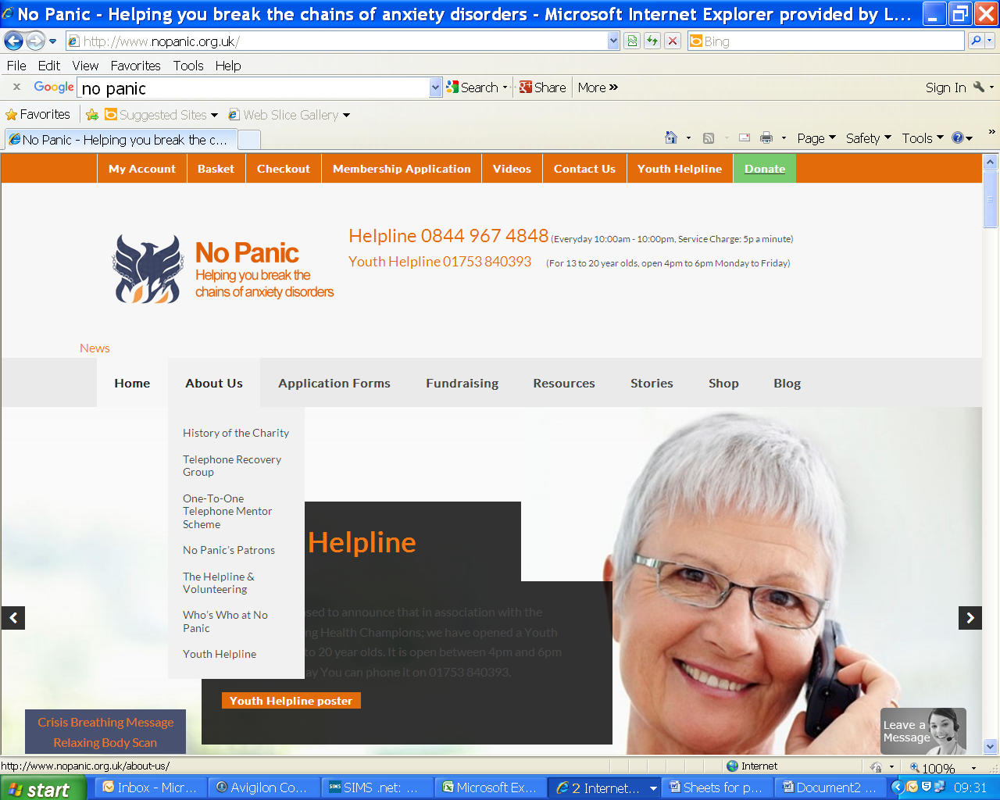 No Panic - Helping you break the chains of anxiety disorders - Microsoft Internet Explorer provided by L...
http://www.nopanic.org.uk/
Bing
File Edit View Favorites Tools Help
x Google no panic Search Share More » Sign In
Favorites Suggested Sites Web Slice Gallery
No Panic - Helping you break the c... Page Safety Tools »
My Account Basket Checkout Membership Application Videos Contact Us Youth Helpline Donate
Helpline 0844 967 4848 (Everyday 10:00am - 10:00pm, Service Charge: 5p a minute)
Youth Helpline 01753 840393 (For 13 to 20 year olds, open 4pm to 6pm Monday to Friday)
No Panic
Helping you break the
chains of anxiety disorders
News
Home About Us Application Forms Fundraising Resources Stories Shop Blog
History of the Charity
Telephone Recovery
Group
One-To-One
Telephone Mentor
Scheme
No Panic's Patrons
The Helpline &
Volunteering
Who's Who at No
Panic
Youth Helpline
Helpline
sed to announce that in association with the
ng Health Champions; we have opened a Youth
to 20 year olds. It is open between 4pm and 6pm
ay You can phone it on 01753 840393.
Youth Helpline poster
Crisis Breathing Message
Relaxing Body Scan
Leave a
Message
http://www.nopanic.org.uk/about-us/ Internet 100%
start Inbox - Micr... Avigilon Co... SIMS .net: ... Microsoft Ex... 2 Internet... Sheets for p... Document2 ... 09:31